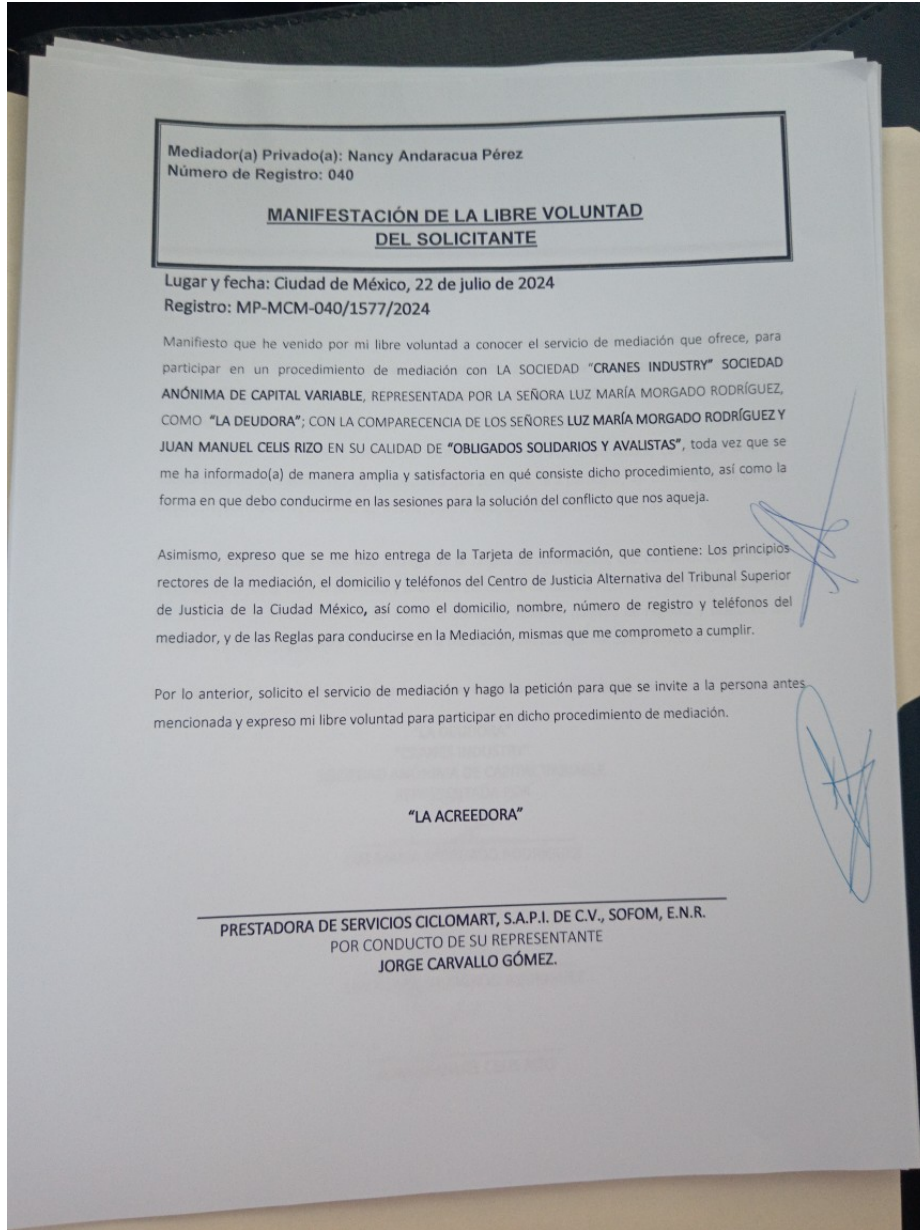 Mediador(a) Privado(a): Nancy Andaracua Pérez
Número de Registro: 040
MANIFESTACIÓN DE LA LIBRE VOLUNTAD
DEL SOLICITANTE
Lugar y fecha: Ciudad de México, 22 de julio de 2024
Registro: MP-MCM-040/1577/2024
Manifiesto que he venido por mi libre voluntad a conocer el servicio de mediación que ofrece, para
participar en un procedimiento de mediación con LA SOCIEDAD "CRANES INDUSTRY" SOCIEDAD
ANÓNIMA DE CAPITAL VARIABLE, REPRESENTADA POR LA SEÑORA LUZ MARÍA MORGADO RODRÍGUEZ,
COMO "LA DEUDORA"; CON LA COMPARECENCIA DE LOS SEÑORES LUZ MARÍA MORGADO RODRÍGUEZ Y
JUAN MANUEL CELIS RIZO EN SU CALIDAD DE "OBLIGADOS SOLIDARIOS Y AVALISTAS", toda vez que se
me ha informado(a) de manera amplia y satisfactoria en qué consiste dicho procedimiento, así como la
forma en que debo conducirme en las sesiones para la solución del conflicto que nos aqueja.
Asimismo, expreso que se me hizo entrega de la Tarjeta de información, que contiene: Los principios
rectores de la mediación, el domicilio y teléfonos del Centro de Justicia Alternativa del Tribunal Superior
de Justicia de la Ciudad México, así como el domicilio, nombre, número de registro y teléfonos del
mediador, y de las Reglas para conducirse en la Mediación, mismas que me comprometo a cumplir.
Por lo anterior, solicito el servicio de mediación y hago la petición para que se invite a la persona antes
mencionada y expreso mi libre voluntad para participar en dicho procedimiento de mediación.
"LA ACREEDORA"
PRESTADORA DE SERVICIOS CICLOMART, S.A.P.I. DE C.V., SOFOM, E.N.R.
POR CONDUCTO DE SU REPRESENTANTE
JORGE CARVALLO GÓMEZ.